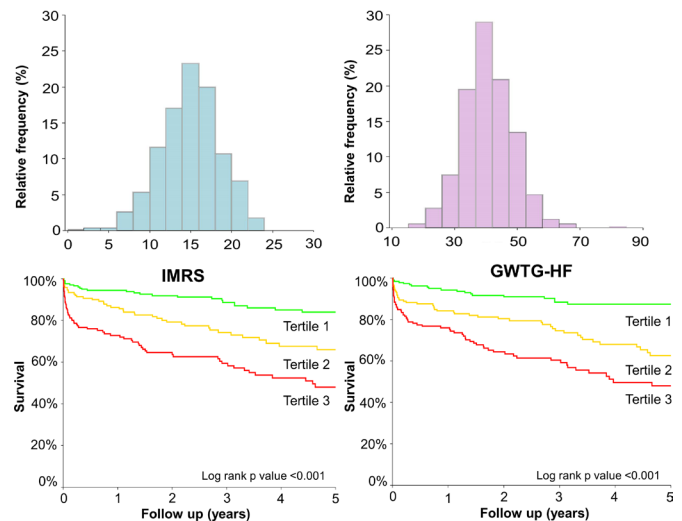 Relative frequency (%)
30
25
20
15
10
5
0
0
10
20
30
IMRS
Relative frequency (%)
30
25
20
15
10
5
0
10
30
50
70
90
GWTG-HF
Survival
100%
80%
60%
40%
20%
0%
Tertile 1
Tertile 2
Tertile 3
Log rank p value <0.001
0 1 2 3 4 5
Follow up (years)
Survival
100%
80%
60%
40%
20%
0%
Tertile 1
Tertile 2
Tertile 3
Log rank p value <0.001
0 1 2 3 4 5
Follow up (years)